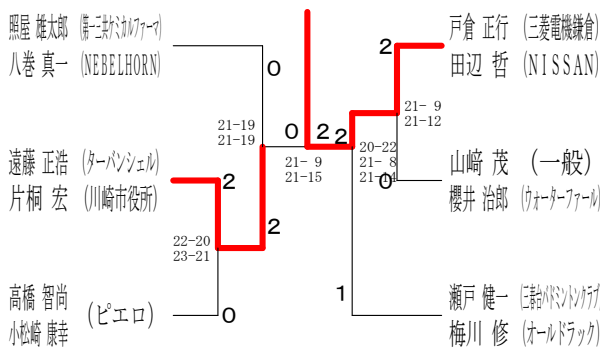 照屋 雄太郎 (第一三共ケミカルファーマ)
八巻 真一 (NEBELHORN)
0
21-19
21-19
遠藤 正浩 (ターバンシェル)
片桐 宏 (川崎市役所)
2
2
22-20
23-21
高橋 智尚
小松崎 康幸
(ピエロ)
0
0
2
21- 9
21-15
戸倉 正行 (三菱電機鎌倉)
田辺 哲 (NISSAN)
2
21- 9
21-12
山﨑 茂 (一般)
櫻井 治郎 (ウォーターファール)
0
2
20-22
21- 8
21-14
瀬戸 健一 (三春台バドミントンクラブ)
梅川 修 (オールドラック)
1